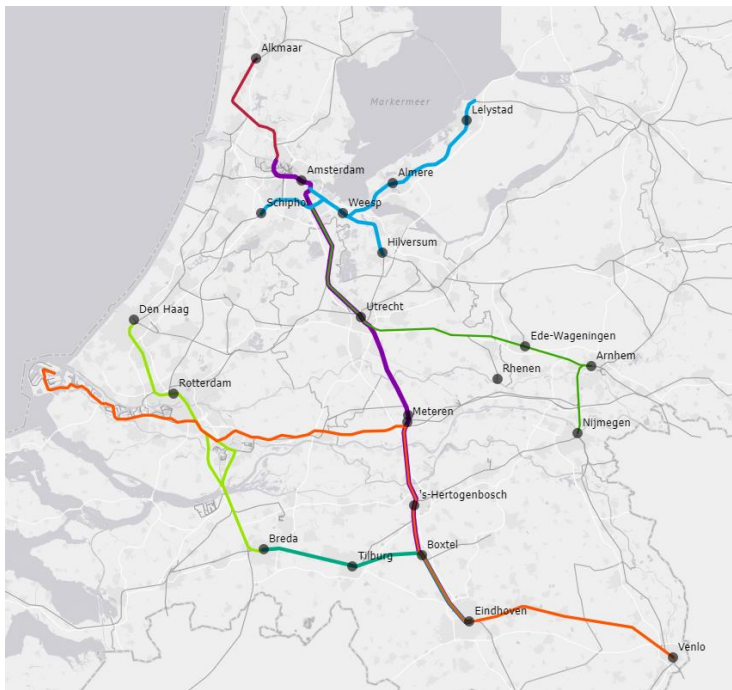 Alkmaar
Markermeer
Lelystad
Amsterdam
Almere
Schiphol
Weesp
Hilversum
Den Haag
Utrecht
Ede-Wageningen
Arnhem
Rhenen
Rotterdam
Meteren
Nijmegen
's-Hertogenbosch
Breda
Tilburg
Boxtel
Eindhoven
Venlo